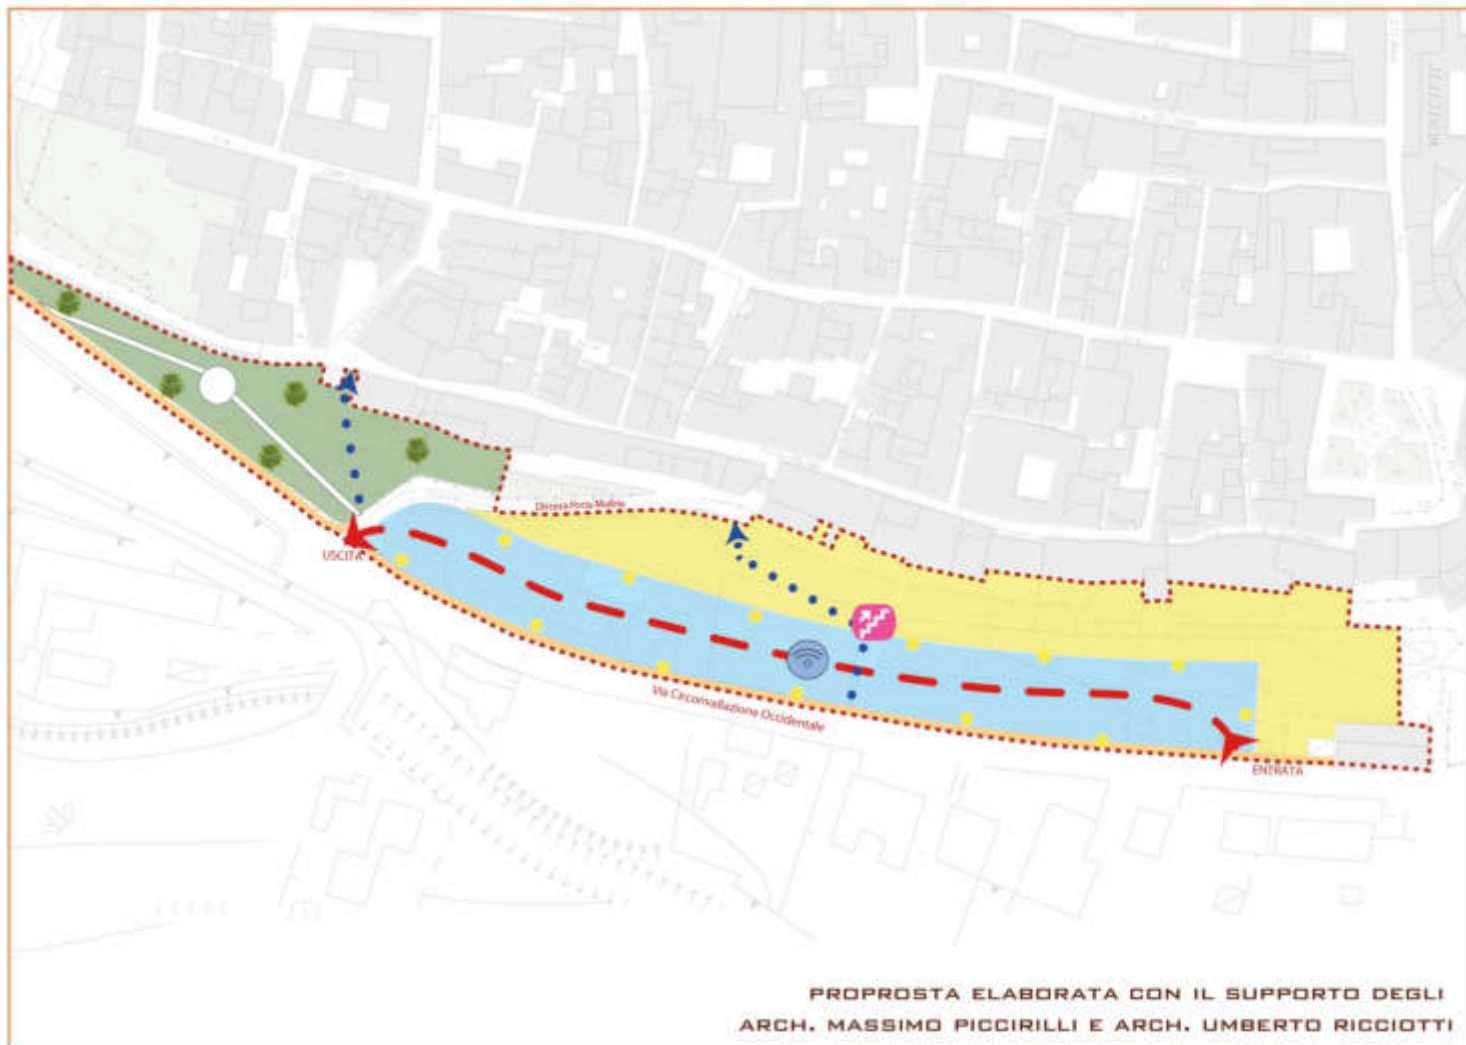 Discesa Porta Molino
USCITA
Via Circonvallazione Occidentale
ENTRATA
PROPROSTA ELABORATA CON IL SUPPORTO DEGLI
ARCH. MASSIMO PICCIRILLI E ARCH. UMBERTO RICCIOTTI